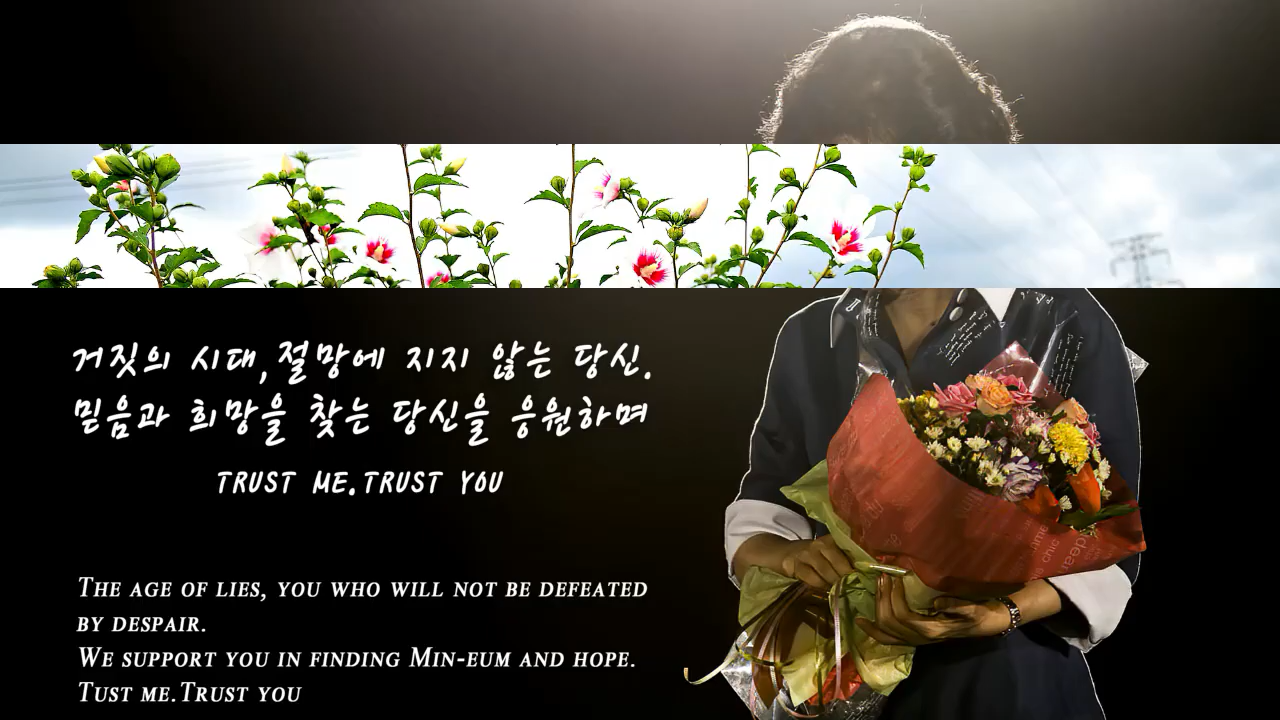 거짓의 시대,절망에 지지 않는 당신.
믿음과 희망을 찾는 당신을 응원하며
TRUST ME.TRUST YOU
The age of lies, you who will not be defeated
by despair.
We support you in finding Min-eum and hope.
Tust me.Trust you